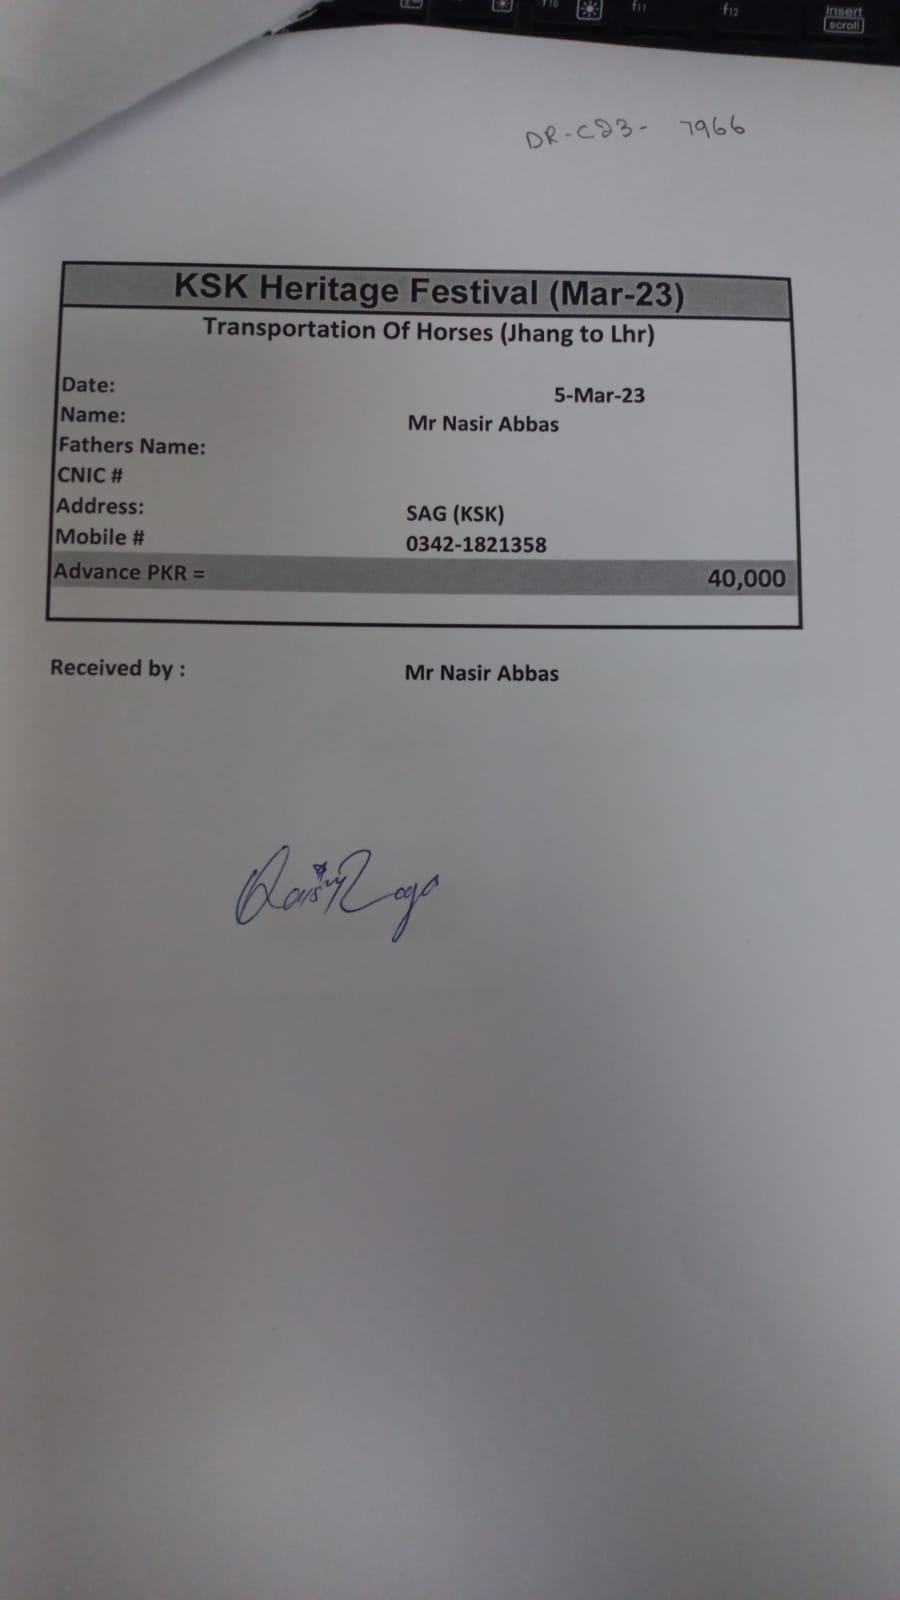 f10
f11
f12
insert
scroll
DR-C23- 7966
KSK Heritage Festival (Mar-23)
Transportation Of Horses (Jhang to Lhr)
Date: 5-Mar-23
Name: Mr Nasir Abbas
Fathers Name:
CNIC #
Address: SAG (KSK)
Mobile # 0342-1821358
Advance PKR = 40,000
Received by : Mr Nasir Abbas